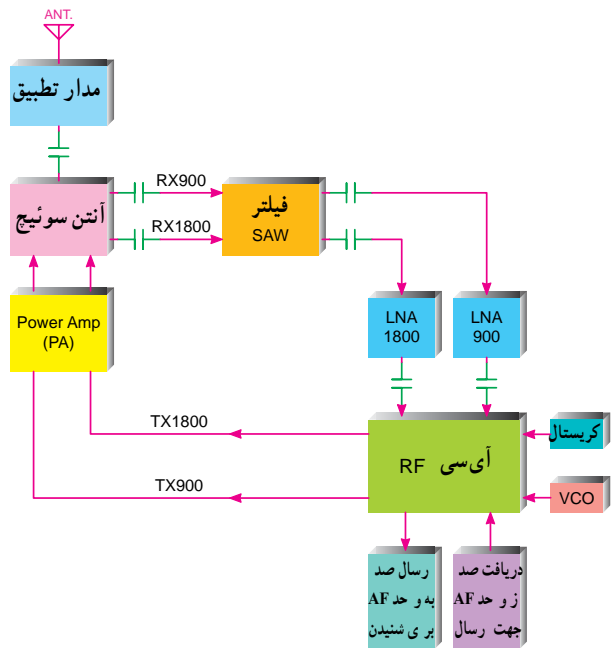 ANT.
مدار تطبیق
آنتن سوئیچ
RX900
RX1800
فیلتر
SAW
LNA
1800
LNA
900
Power Amp
(PA)
TX1800
TX900
آی‌سی RF
کریستال
VCO
رسال صد
به و حد AF
بر ی شنیدن
دریافت صد
ز و حد AF
جهت رسال